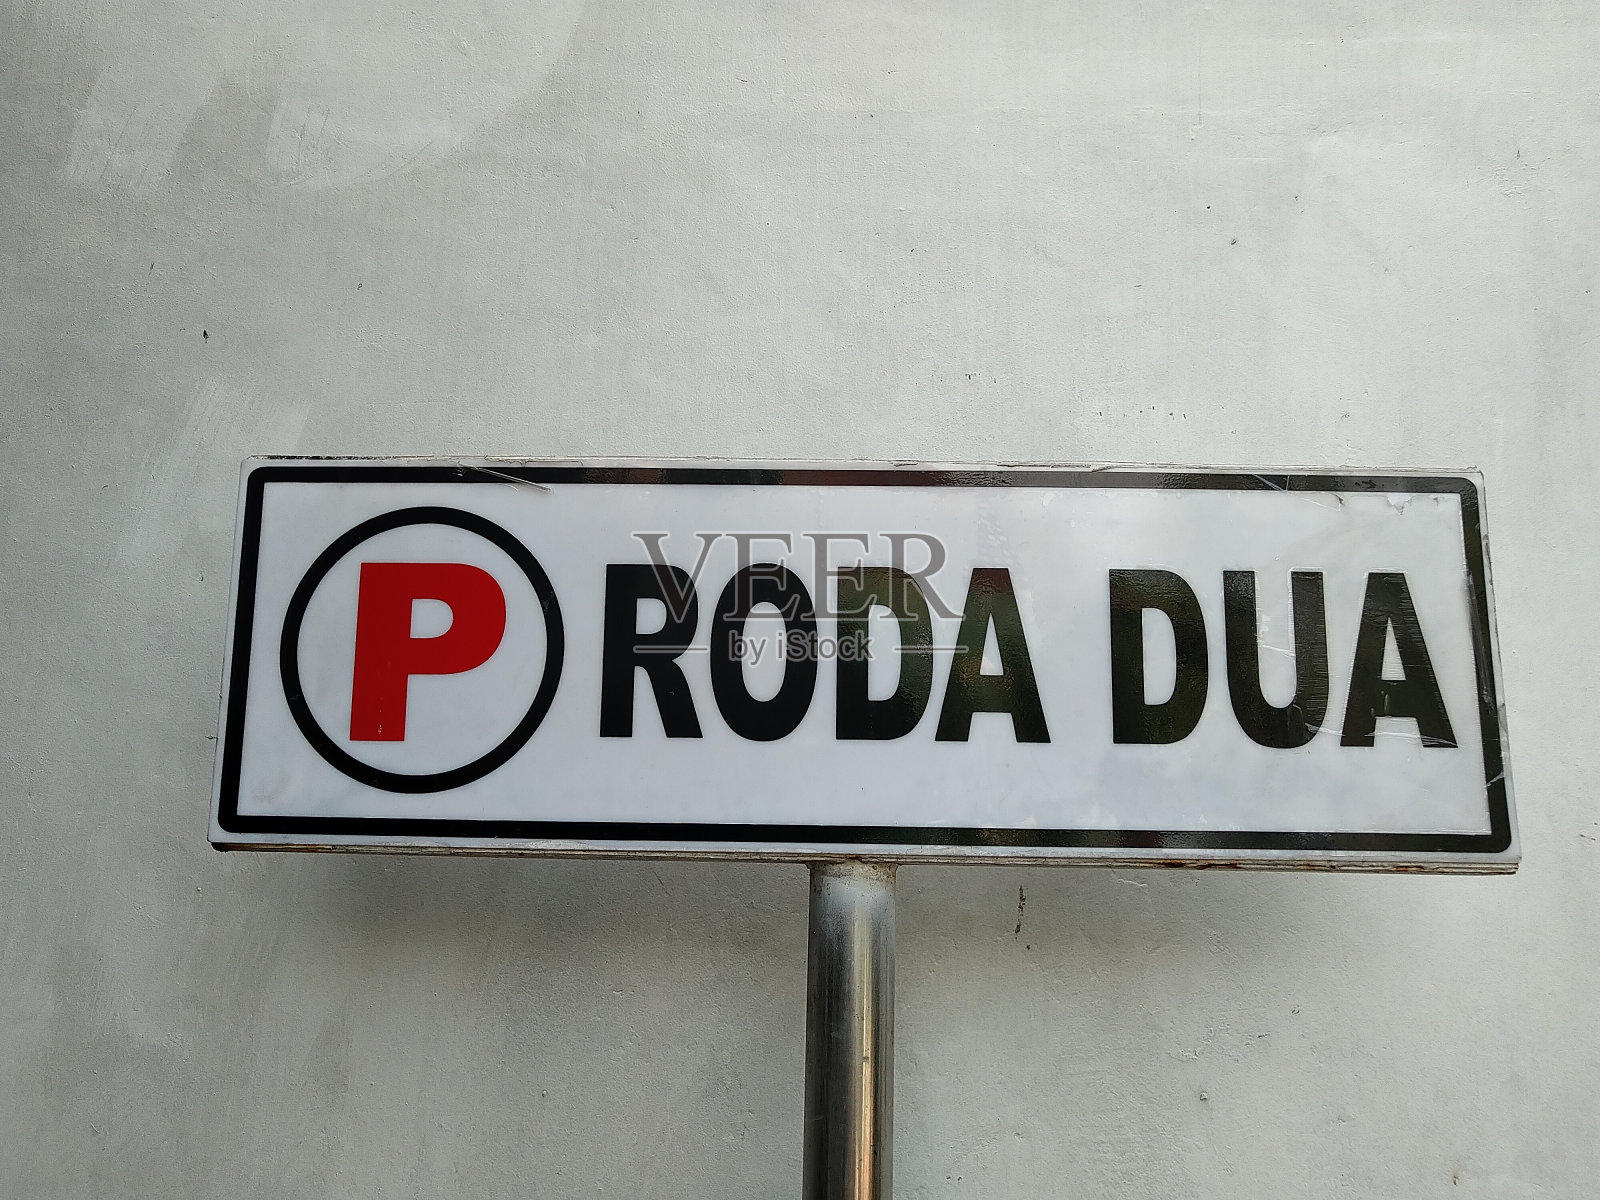 P RODA DUA
VEER
by iStock